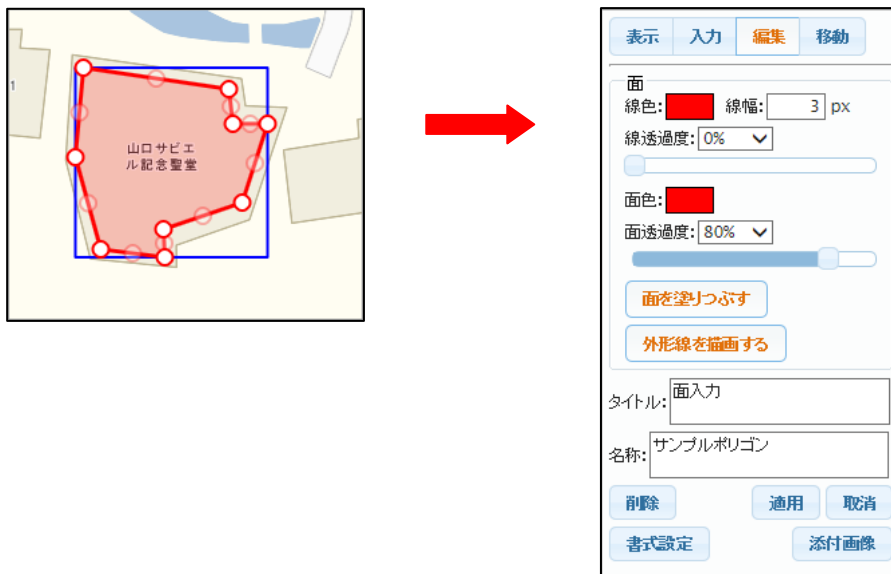 1
山口サビエ
ル記念聖堂
表示 入力 編集 移動
面
線色: 線幅: 3 px
線透過度: 0%
面色:
面透過度: 80%
面を塗りつぶす
外形線を描画する
タイトル: 面入力
名称: サンプルポリゴン
削除 適用 取消
書式設定 添付画像